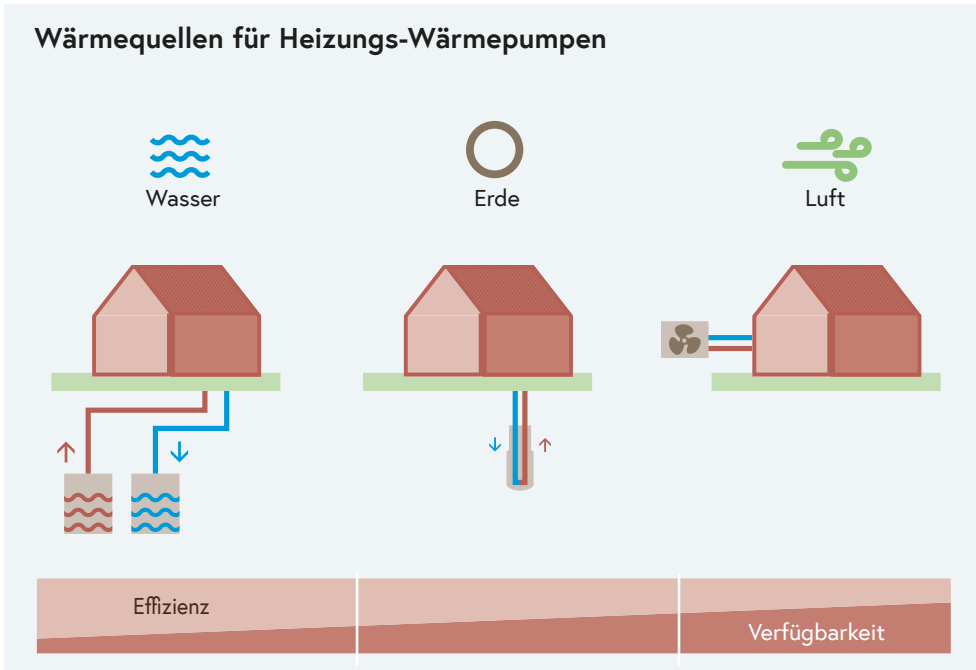 Wärmequellen für Heizungs-Wärmepumpen
Wasser
Erde
Luft
Effizienz
Verfügbarkeit